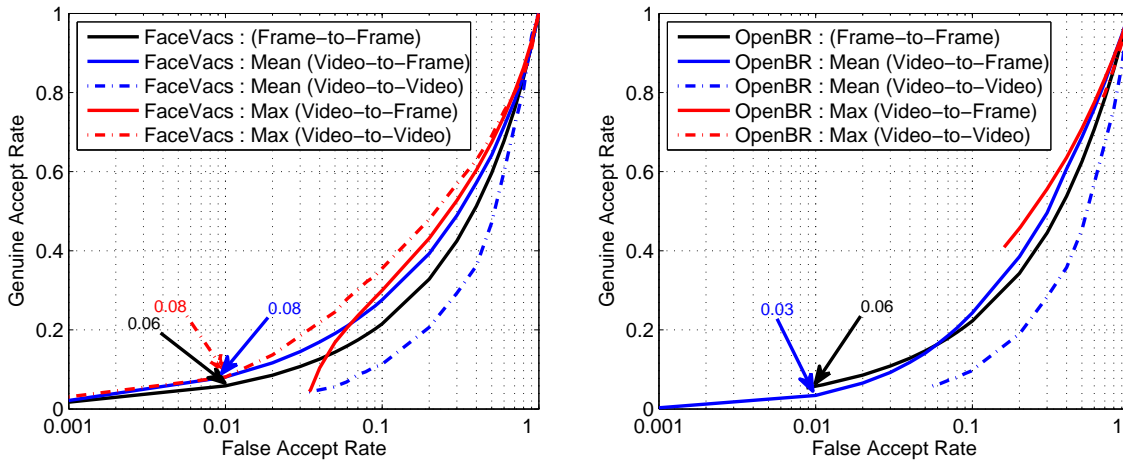 1
0.8
0.6
0.4
0.2
0
Genuine Accept Rate
FaceVacs : (Frame−to−Frame)
FaceVacs : Mean (Video−to−Frame)
FaceVacs : Mean (Video−to−Video)
FaceVacs : Max (Video−to−Frame)
FaceVacs : Max (Video−to−Video)
0.08
0.08
0.06
0.001
0.01
0.1
1
False Accept Rate
1
0.8
0.6
0.4
0.2
0
Genuine Accept Rate
OpenBR : (Frame−to−Frame)
OpenBR : Mean (Video−to−Frame)
OpenBR : Mean (Video−to−Video)
OpenBR : Max (Video−to−Frame)
OpenBR : Max (Video−to−Video)
0.03
0.06
0.001
0.01
0.1
1
False Accept Rate